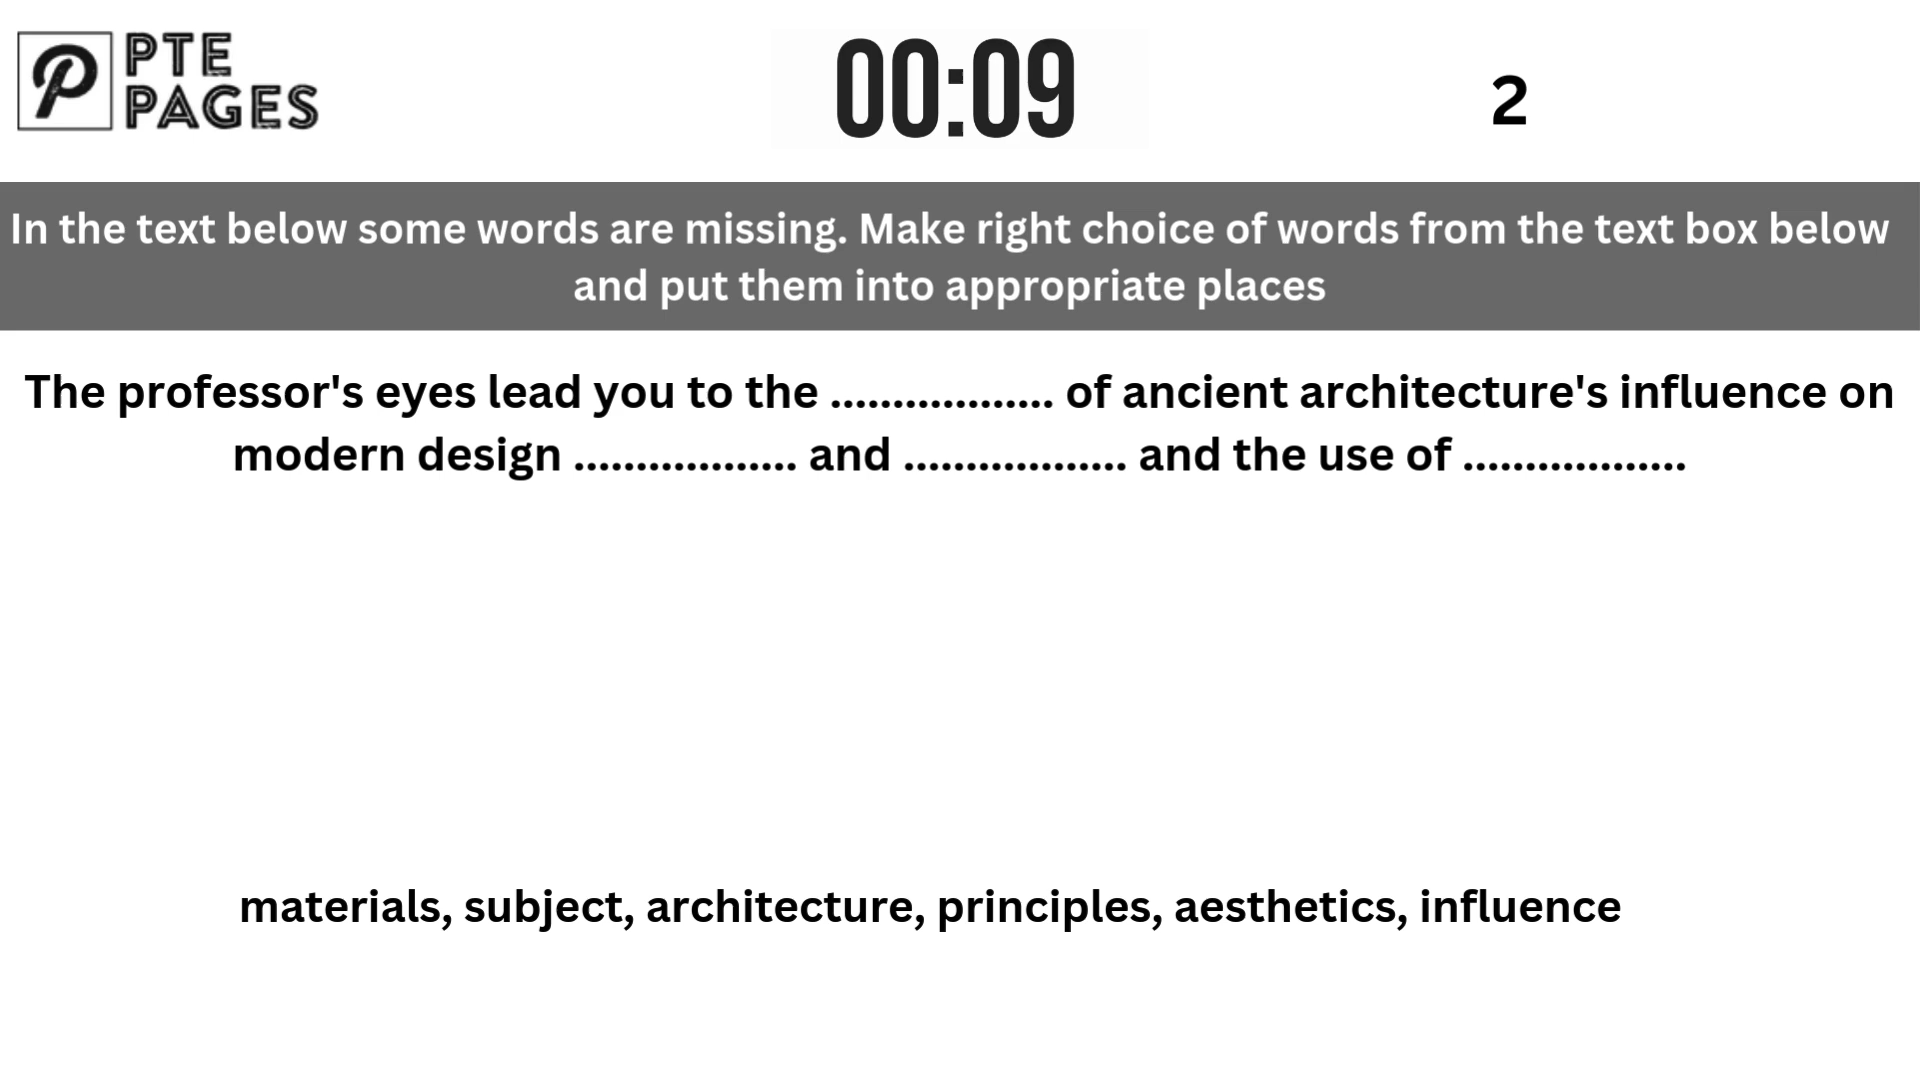 P
PTE
PAGES
00:09
2
In the text below some words are missing. Make right choice of words from the text box below
and put them into appropriate places
The professor's eyes lead you to the .................. of ancient architecture's influence on
modern design .................. and .................. and the use of ..................
materials, subject, architecture, principles, aesthetics, influence